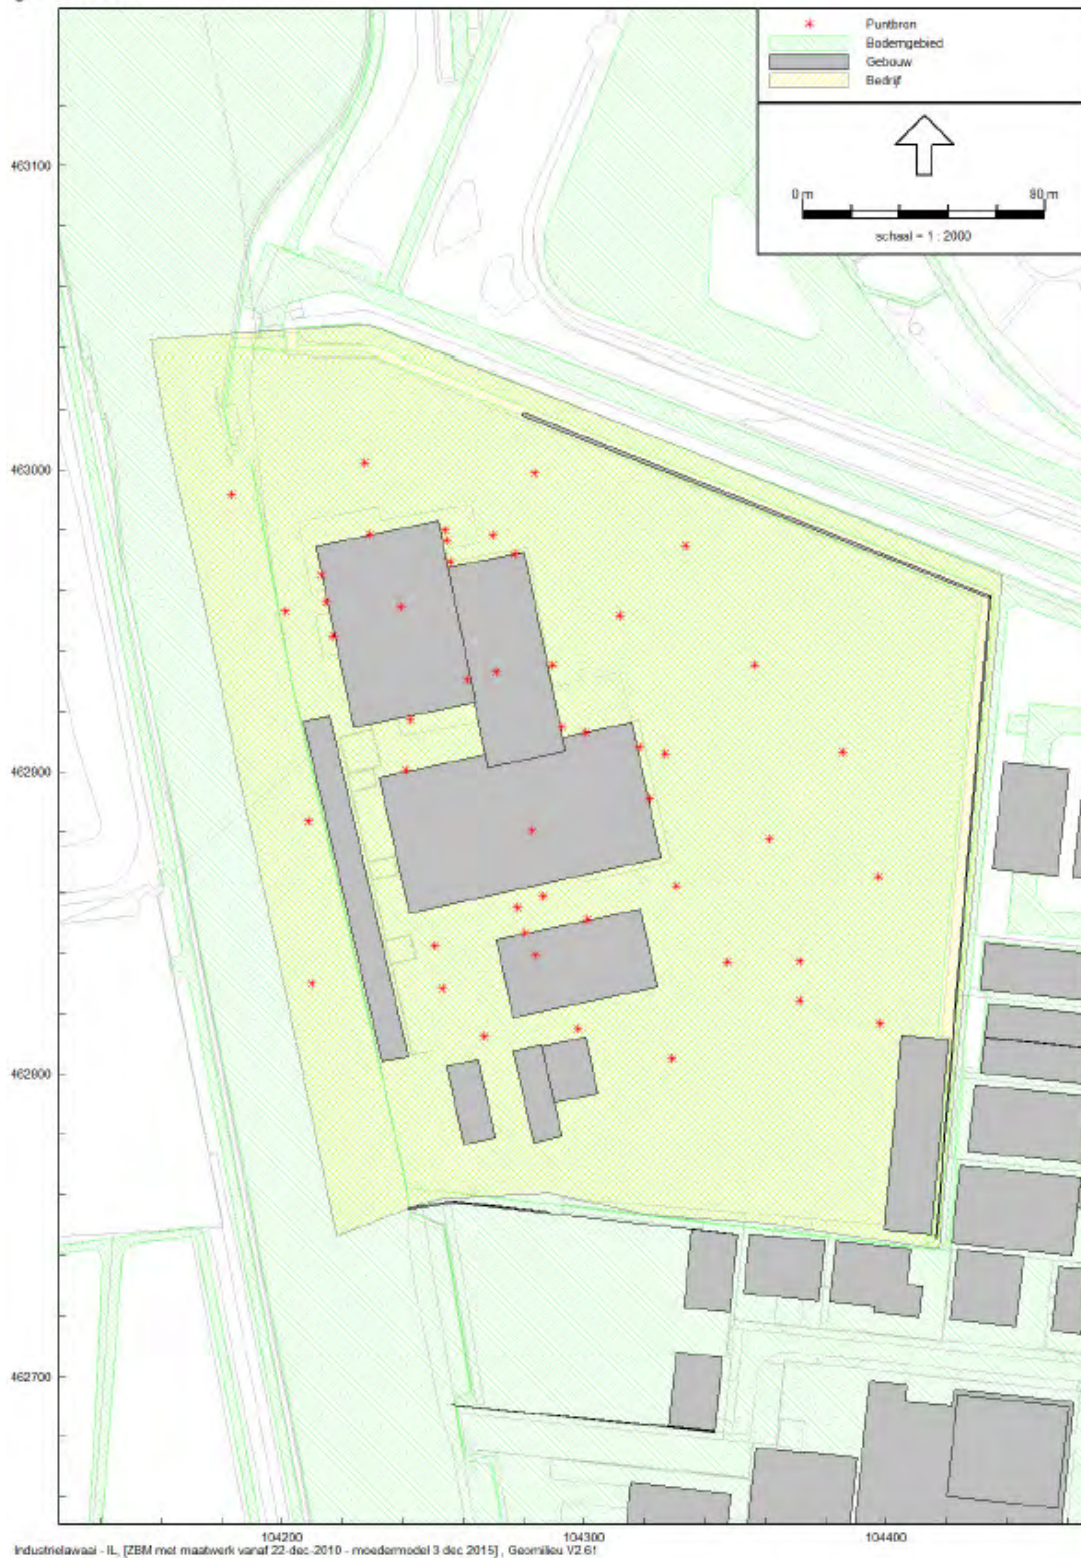 Puntbron
Bodemgebied
Gebouw
Bedrijf
0 m 80 m
schaal = 1 : 2000
463100
463000
462900
462800
462700
104200 104300 104400
Industrielawaai - IL, [ZBM met maatwerk vanaf 22-dec-2010 - moedermodel 3 dec 2015] , Geomilieu V2.61